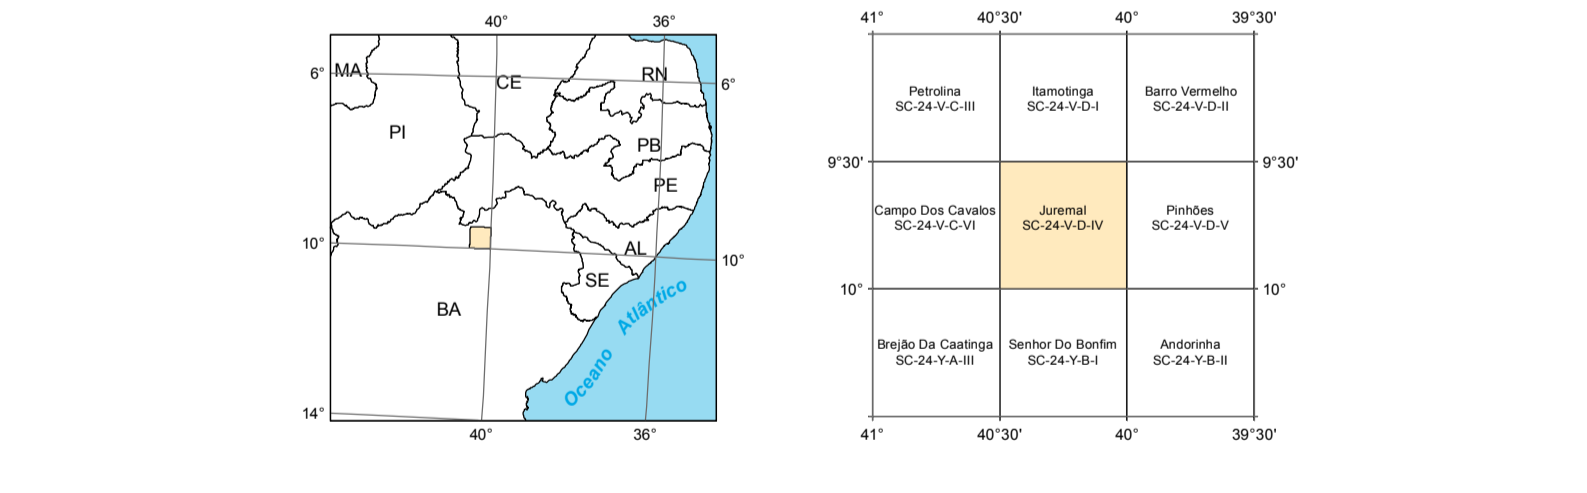 40° 36°
6° MA CE RN 6°
PI
PB
PE
10° AL 10°
SE
BA
Oceano Atlântico
14°
40° 36°
41° 40°30' 40° 39°30'
Petrolina Itamotinga Barro Vermelho
SC-24-V-C-III SC-24-V-D-I SC-24-V-D-II
9°30' 9°30'
Campo Dos Cavalos Juremal Pinhões
SC-24-V-C-VI SC-24-V-D-IV SC-24-V-D-V
10° 10°
Brejão Da Caatinga Senhor Do Bonfim Andorinha
SC-24-Y-A-III SC-24-Y-B-I SC-24-Y-B-II
41° 40°30' 40° 39°30'